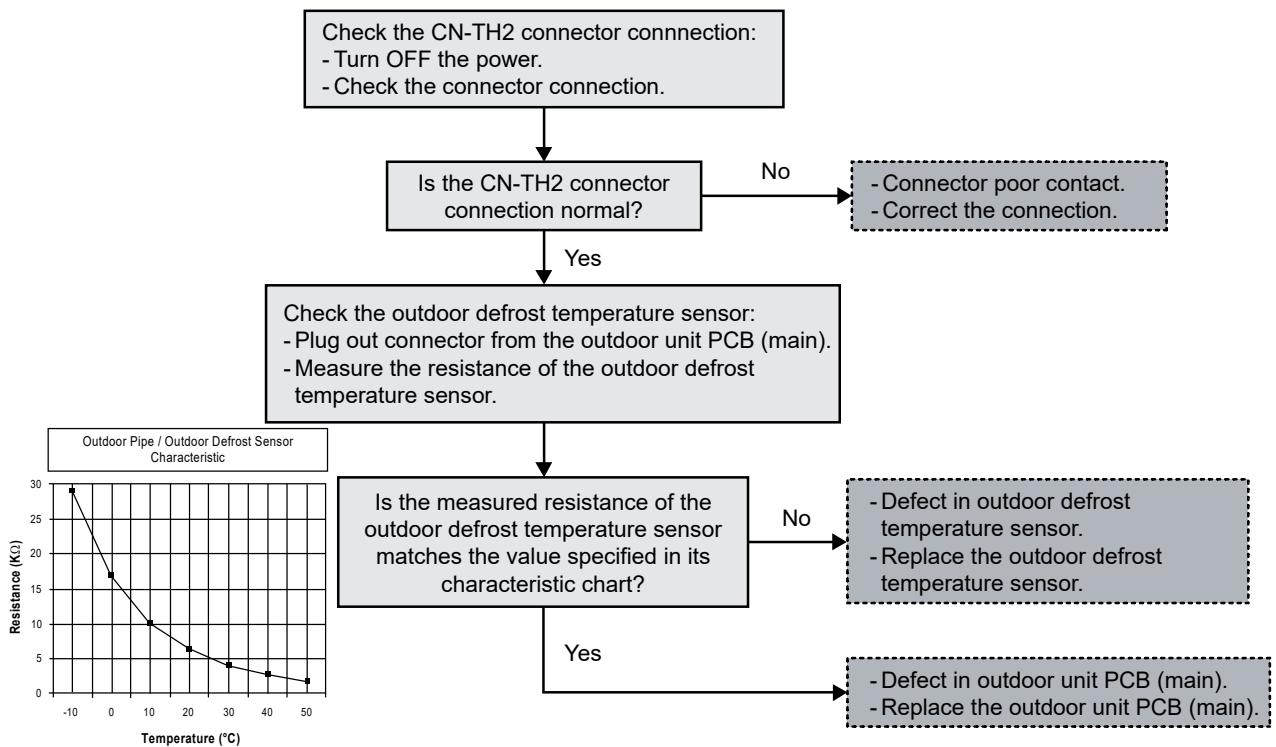 Check the CN-TH2 connector connnection:
- Turn OFF the power.
- Check the connector connection.
Is the CN-TH2 connector
connection normal?
No
- Connector poor contact.
- Correct the connection.
Yes
Check the outdoor defrost temperature sensor:
- Plug out connector from the outdoor unit PCB (main).
- Measure the resistance of the outdoor defrost
temperature sensor.
Outdoor Pipe / Outdoor Defrost Sensor
Characteristic
30
25
20
15
10
5
0
Resistance (KΩ)
-10 0 10 20 30 40 50
Temperature (°C)
Is the measured resistance of the
outdoor defrost temperature sensor
matches the value specified in its
characteristic chart?
No
- Defect in outdoor defrost
temperature sensor.
- Replace the outdoor defrost
temperature sensor.
Yes
- Defect in outdoor unit PCB (main).
- Replace the outdoor unit PCB (main).